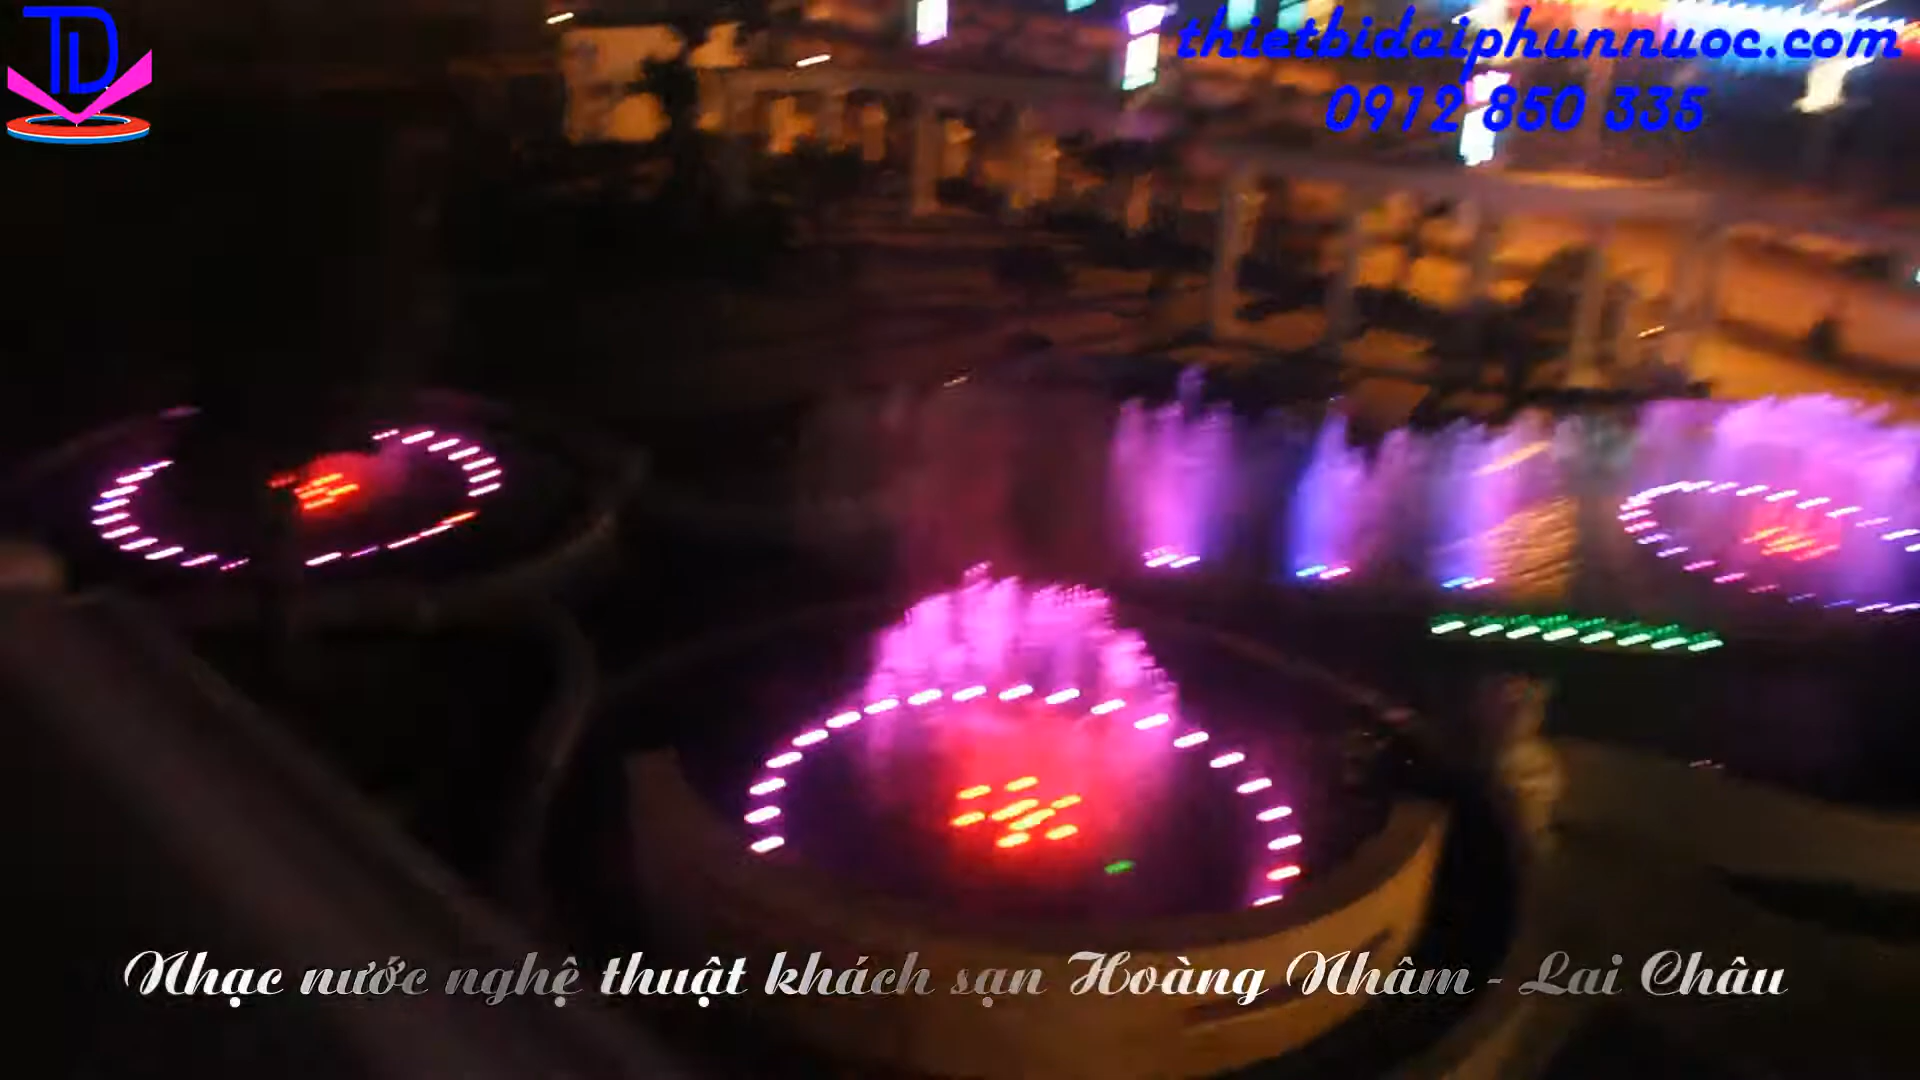 TD
thietbidaiphunnuoc.com
0912 850 335
Nhạc nước nghệ thuật khách sạn Hoàng Nhâm - Lai Châu